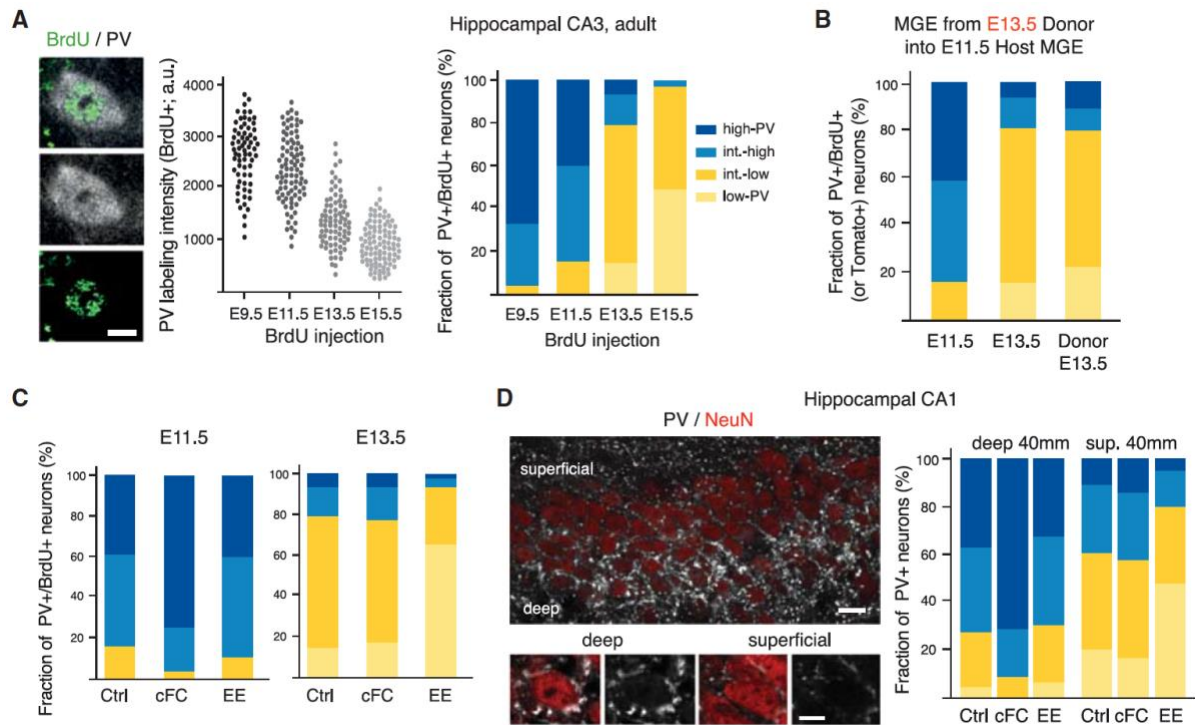 A
BrdU / PV
PV labeling intensity (BrdU+; a.u.)
4000
3000
2000
1000
E9.5 E11.5 E13.5 E15.5
BrdU injection
Hippocampal CA3, adult
Fraction of PV+/BrdU+ neurons (%)
100
80
60
40
20
E9.5 E11.5 E13.5 E15.5
BrdU injection
high-PV
int.-high
int.-low
low-PV
B
MGE from E13.5 Donor
into E11.5 Host MGE
Fraction of PV+/BrdU+
(or Tomato+) neurons (%)
100
80
60
40
20
E11.5 E13.5 Donor
E13.5
C
E11.5
Fraction of PV+/BrdU+ neurons (%)
100
80
60
40
20
Ctrl cFC EE
E13.5
100
80
60
40
20
Ctrl cFC EE
D
Hippocampal CA1
PV / NeuN
superficial
deep
deep superficial
deep 40mm sup. 40mm
Fraction of PV+ neurons (%)
100
80
60
40
20
Ctrl cFC EE Ctrl cFC EE